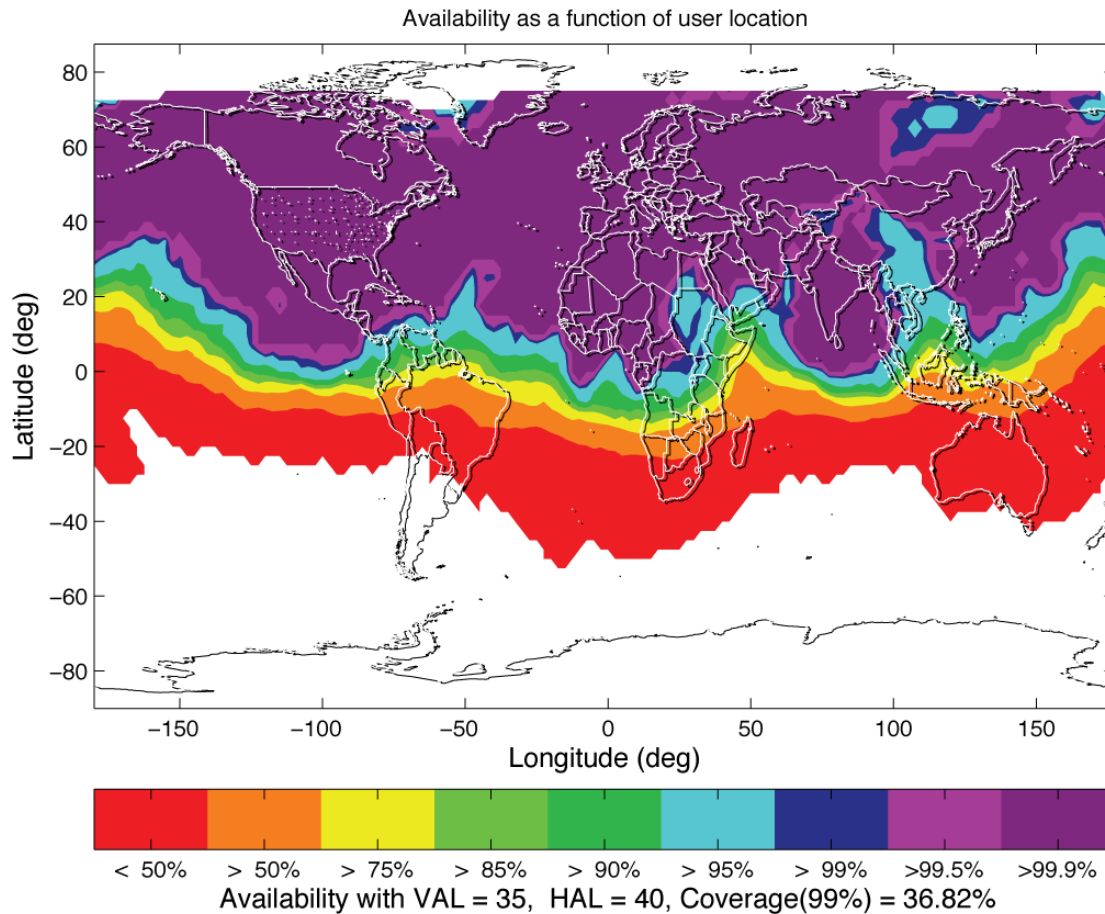 Availability as a function of user location
80
60
40
20
0
−20
−40
−60
−80
Latitude (deg)
−150 −100 −50 0 50 100 150
Longitude (deg)
< 50% > 50% > 75% > 85% > 90% > 95% > 99% >99.5% >99.9%
Availability with VAL = 35, HAL = 40, Coverage(99%) = 36.82%